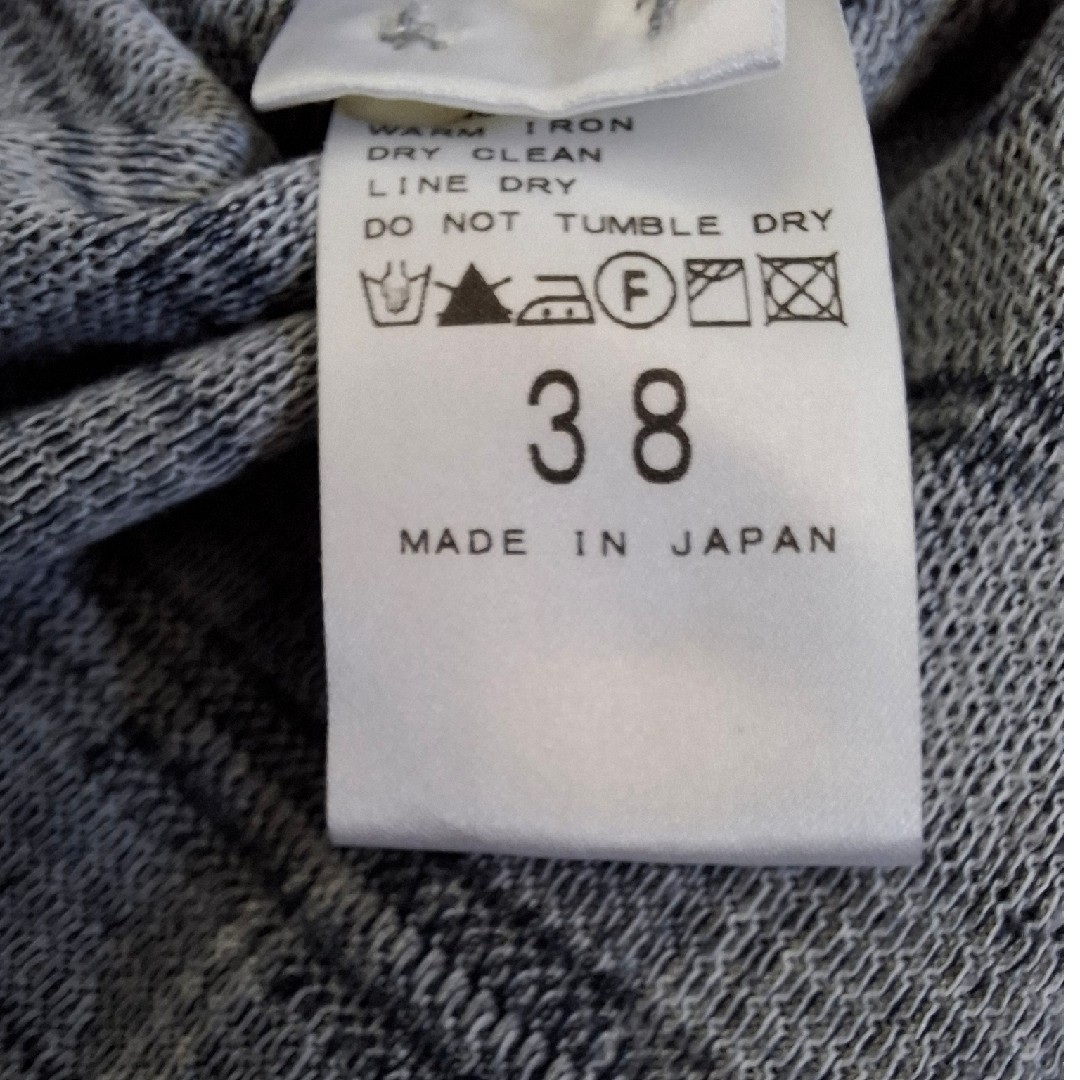 WARM IRON
DRY CLEAN
LINE DRY
DO NOT TUMBLE DRY
F
38
MADE IN JAPAN